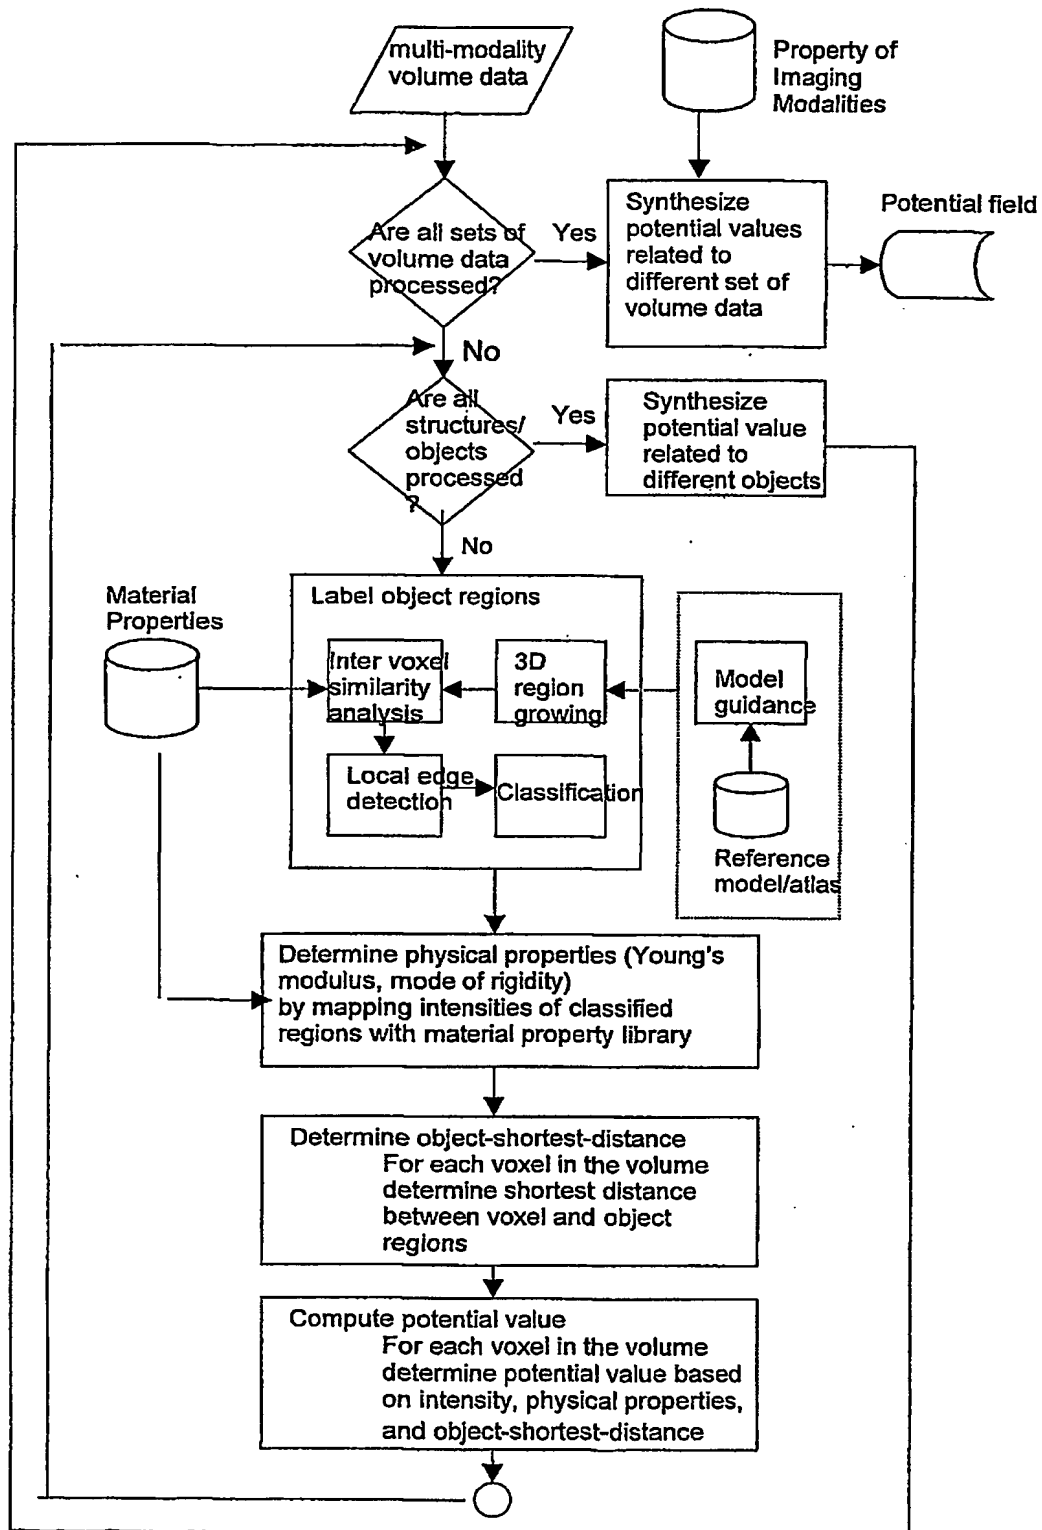 multi-modality
volume data
Property of
Imaging
Modalities
Are all sets of
volume data
processed?
Yes
Synthesize
potential values
related to
different set of
volume data
Potential field
No
Are all
structures/
objects
processed
?
Yes
Synthesize
potential value
related to
different objects
No
Material
Properties
Label object regions
Inter voxel
similarity
analysis
3D
region
growing
Model
guidance
Local edge
detection
Classification
Reference
model/atlas
Determine physical properties (Young's
modulus, mode of rigidity)
by mapping intensities of classified
regions with material property library
Determine object-shortest-distance
For each voxel in the volume
determine shortest distance
between voxel and object
regions
Compute potential value
For each voxel in the volume
determine potential value based
on intensity, physical properties,
and object-shortest-distance